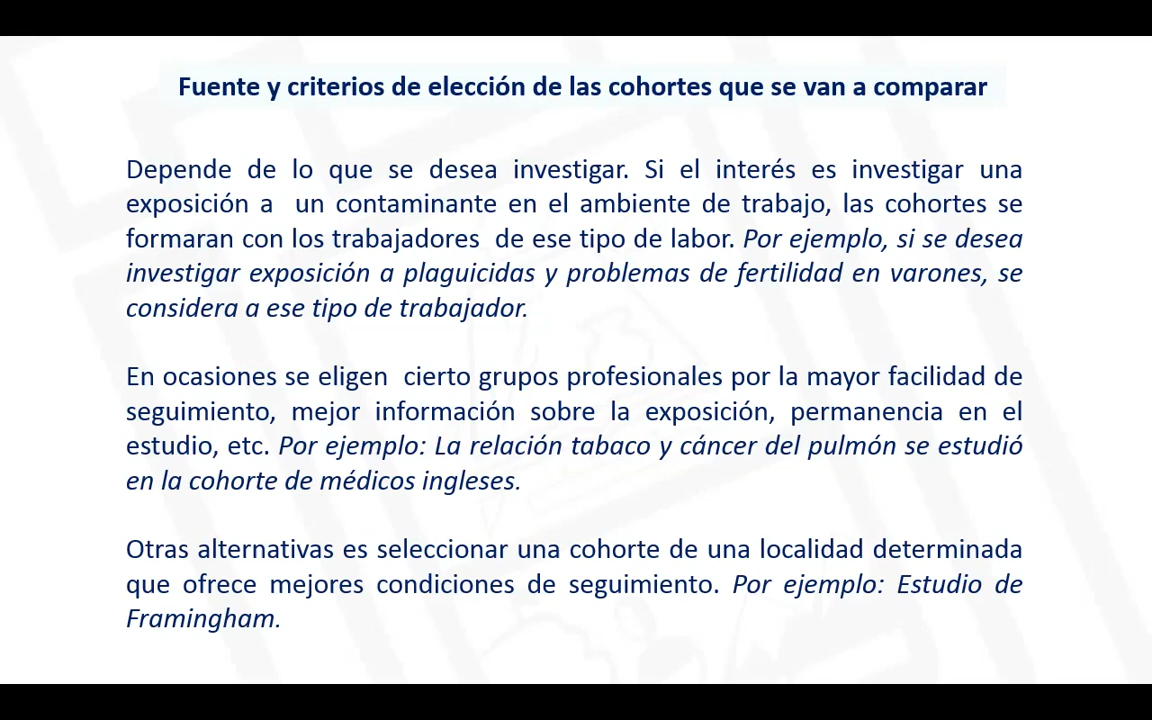 Fuente y criterios de elección de las cohortes que se van a comparar
Depende de lo que se desea investigar. Si el interés es investigar una
exposición a un contaminante en el ambiente de trabajo, las cohortes se
formaran con los trabajadores de ese tipo de labor. Por ejemplo, si se desea
investigar exposición a plaguicidas y problemas de fertilidad en varones, se
considera a ese tipo de trabajador.
En ocasiones se eligen cierto grupos profesionales por la mayor facilidad de
seguimiento, mejor información sobre la exposición, permanencia en el
estudio, etc. Por ejemplo: La relación tabaco y cáncer del pulmón se estudió
en la cohorte de médicos ingleses.
Otras alternativas es seleccionar una cohorte de una localidad determinada
que ofrece mejores condiciones de seguimiento. Por ejemplo: Estudio de
Framingham.